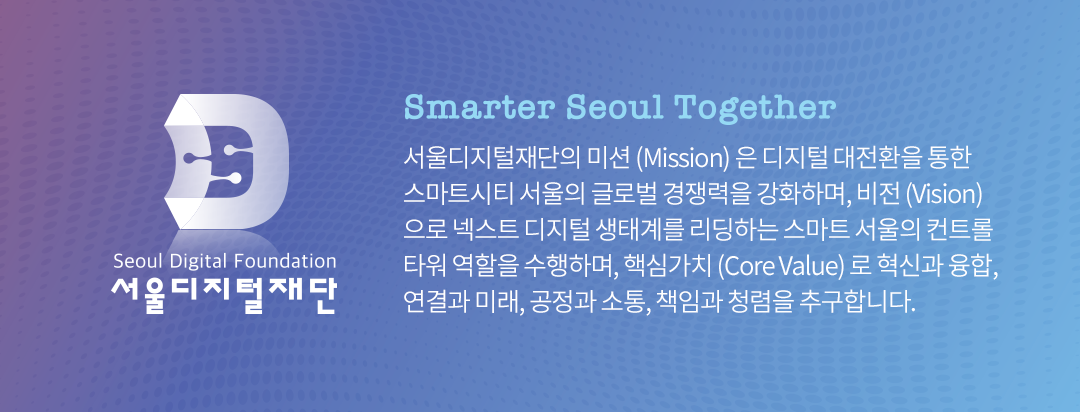 Seoul Digital Foundation
서울디지털재단
Smarter Seoul Together
서울디지털재단의 미션 (Mission) 은 디지털 대전환을 통한
스마트시티 서울의 글로벌 경쟁력을 강화하며, 비전 (Vision)
으로 넥스트 디지털 생태계를 리딩하는 스마트 서울의 컨트롤
타워 역할을 수행하며, 핵심가치 (Core Value) 로 혁신과 융합,
연결과 미래, 공정과 소통, 책임과 청렴을 추구합니다.